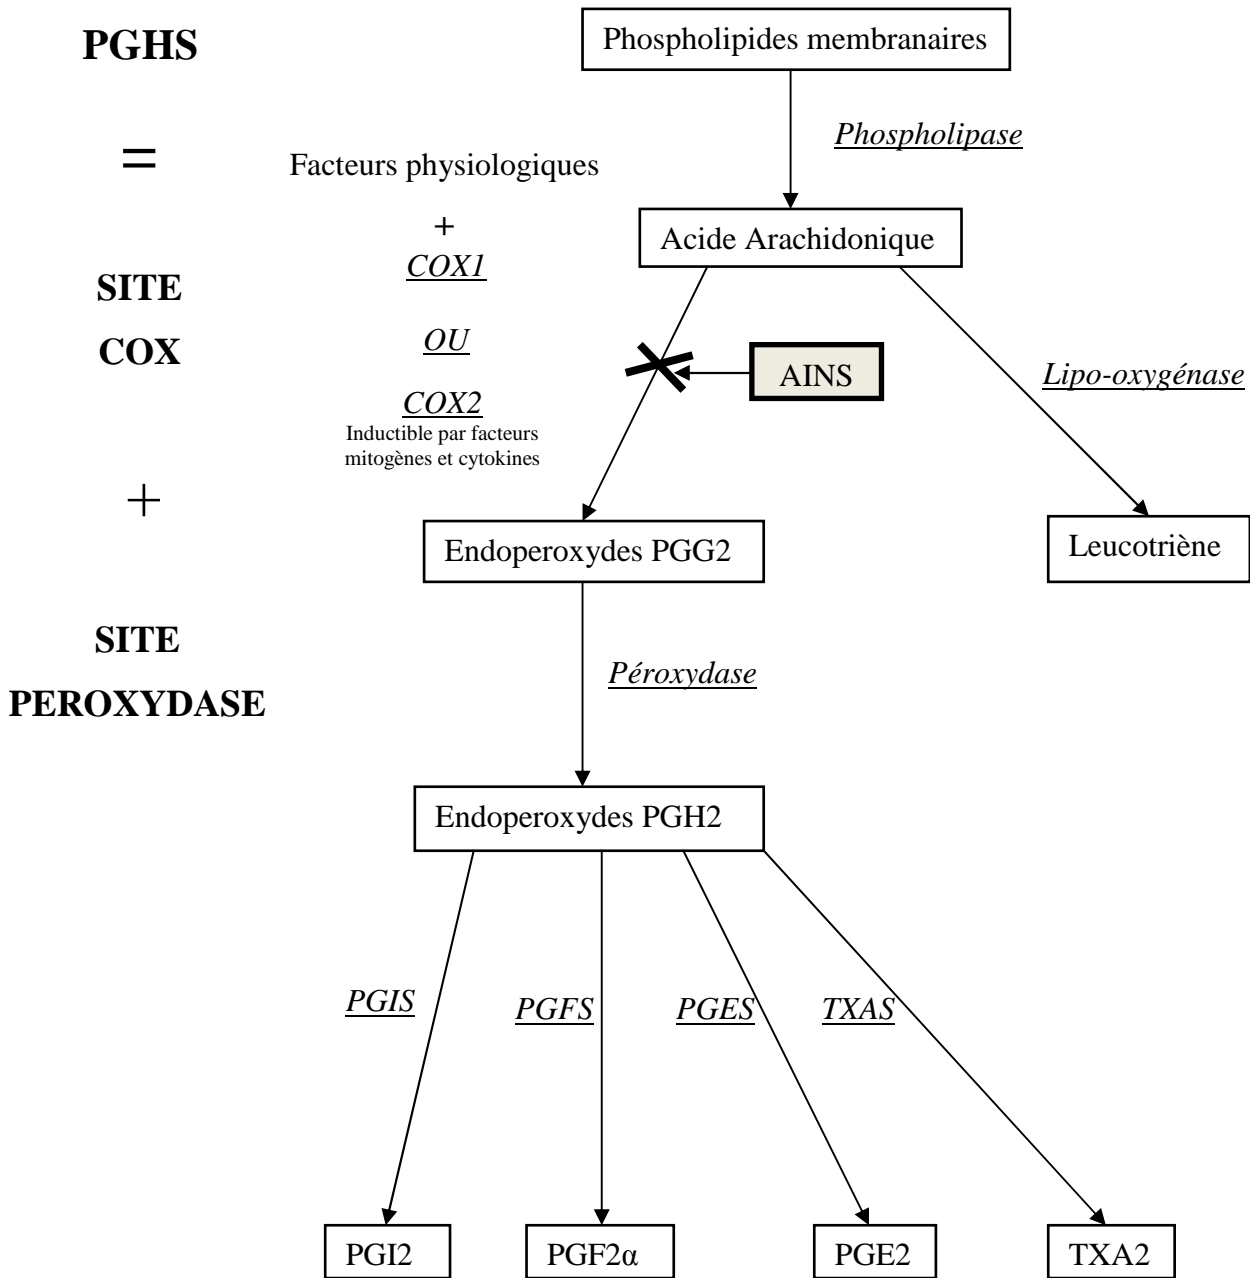 PGHS
=
SITE
COX
+
SITE
PEROXYDASE
Facteurs physiologiques
+
COX1
OU
COX2
Inductible par facteurs
mitogènes et cytokines
Phospholipides membranaires
Phospholipase
Acide Arachidonique
AINS
Lipo-oxygénase
Endoperoxydes PGG2
Leucotriène
Péroxydase
Endoperoxydes PGH2
PGIS
PGFS
PGES
TXAS
PGI2
PGF2α
PGE2
TXA2